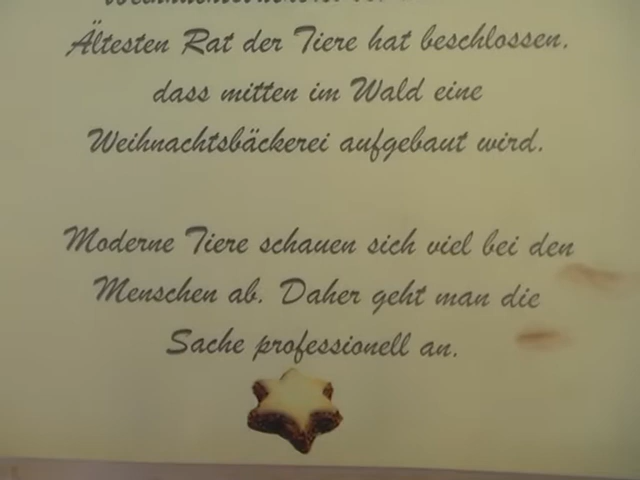 Ältesten Rat der Tiere hat beschlossen,
dass mitten im Wald eine
Weihnachtsbäckerei aufgebaut wird.
Moderne Tiere schauen sich viel bei den
Menschen ab. Daher geht man die
Sache professionell an.